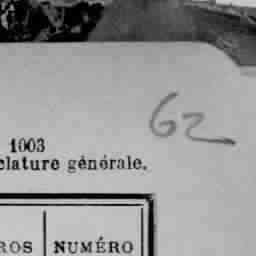 62
1003
clature générale.
ROS NUMÉRO